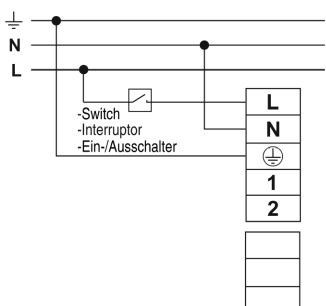 N
L
-Switch
-Interruptor
-Ein-/Ausschalter
L
N
1
2